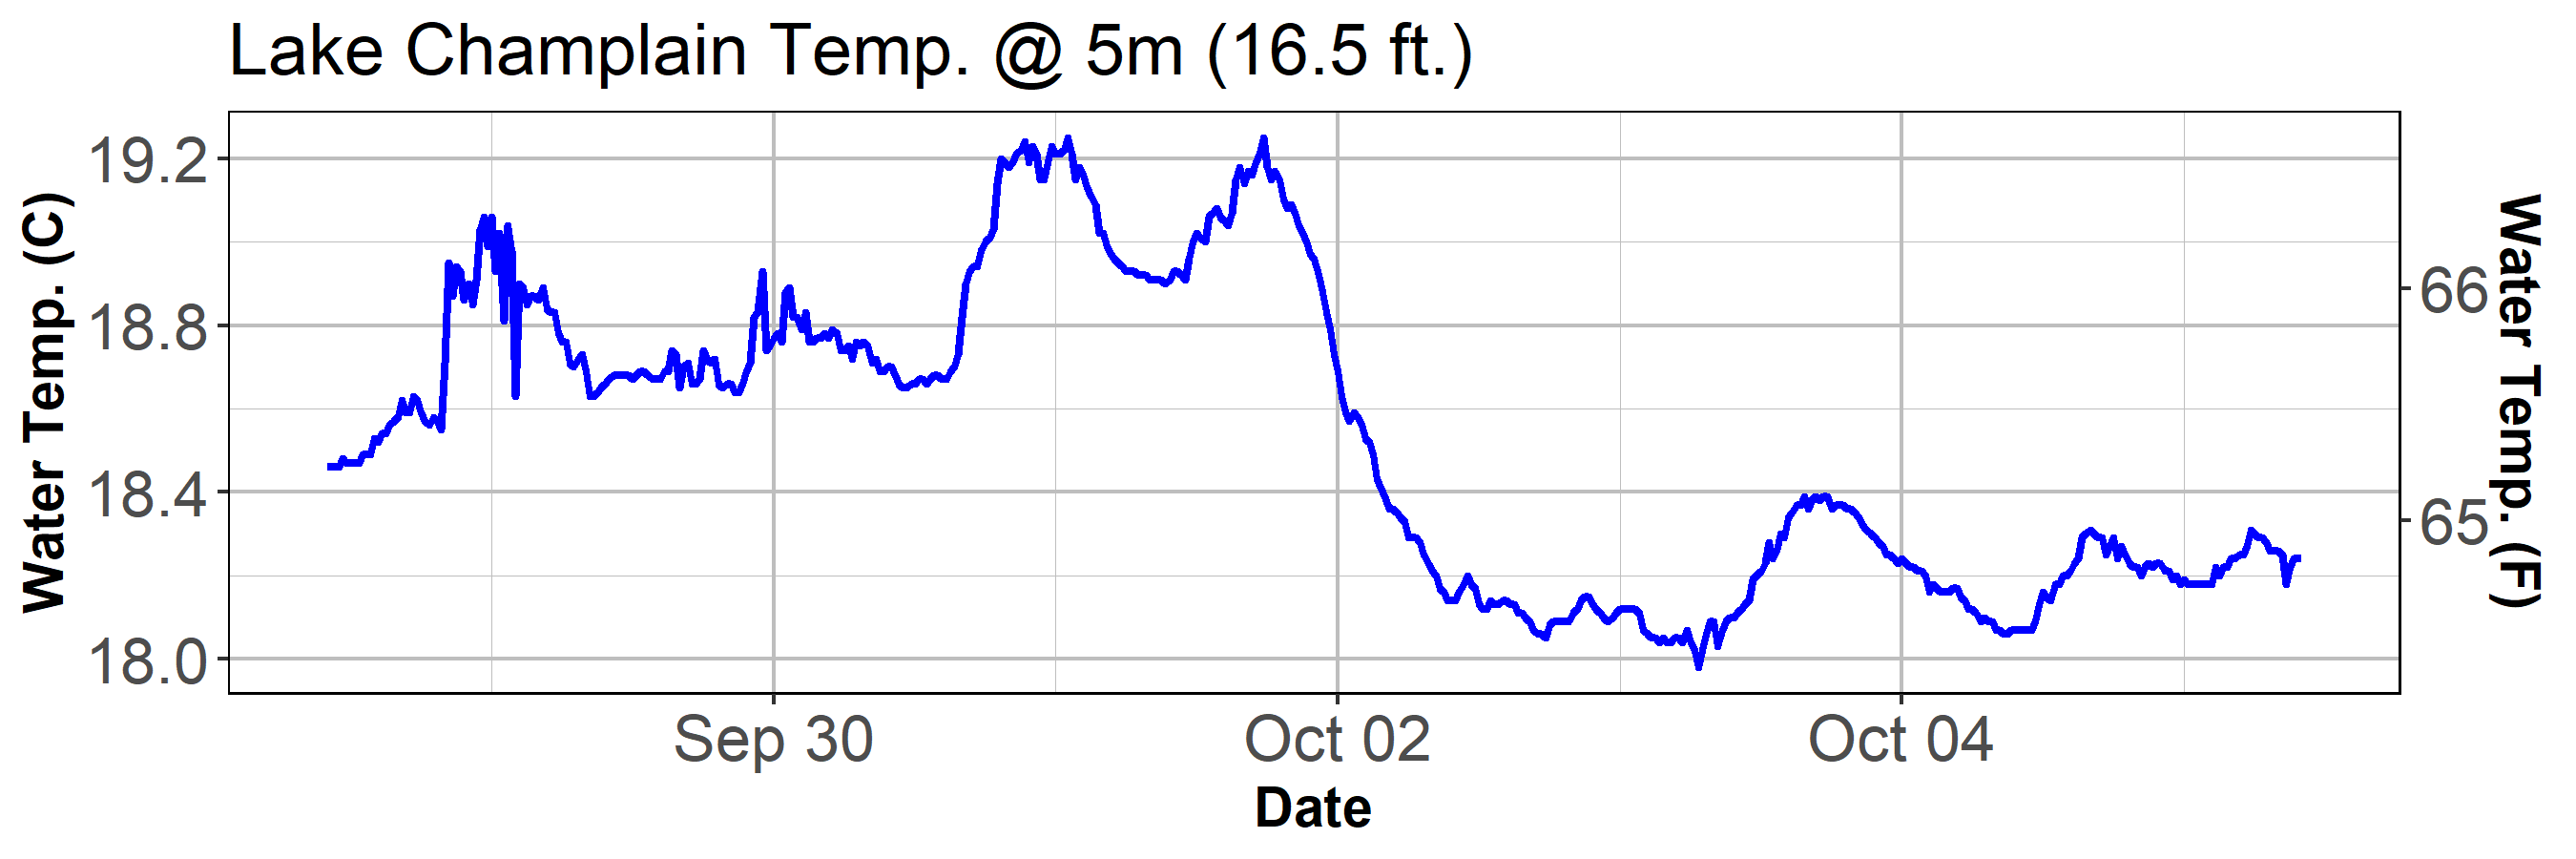 Lake Champlain Temp. @ 5m (16.5 ft.)
Water Temp. (C)
19.2
18.8
18.4
18.0
66
65
Water Temp. (F)
Sep 30
Oct 02
Oct 04
Date